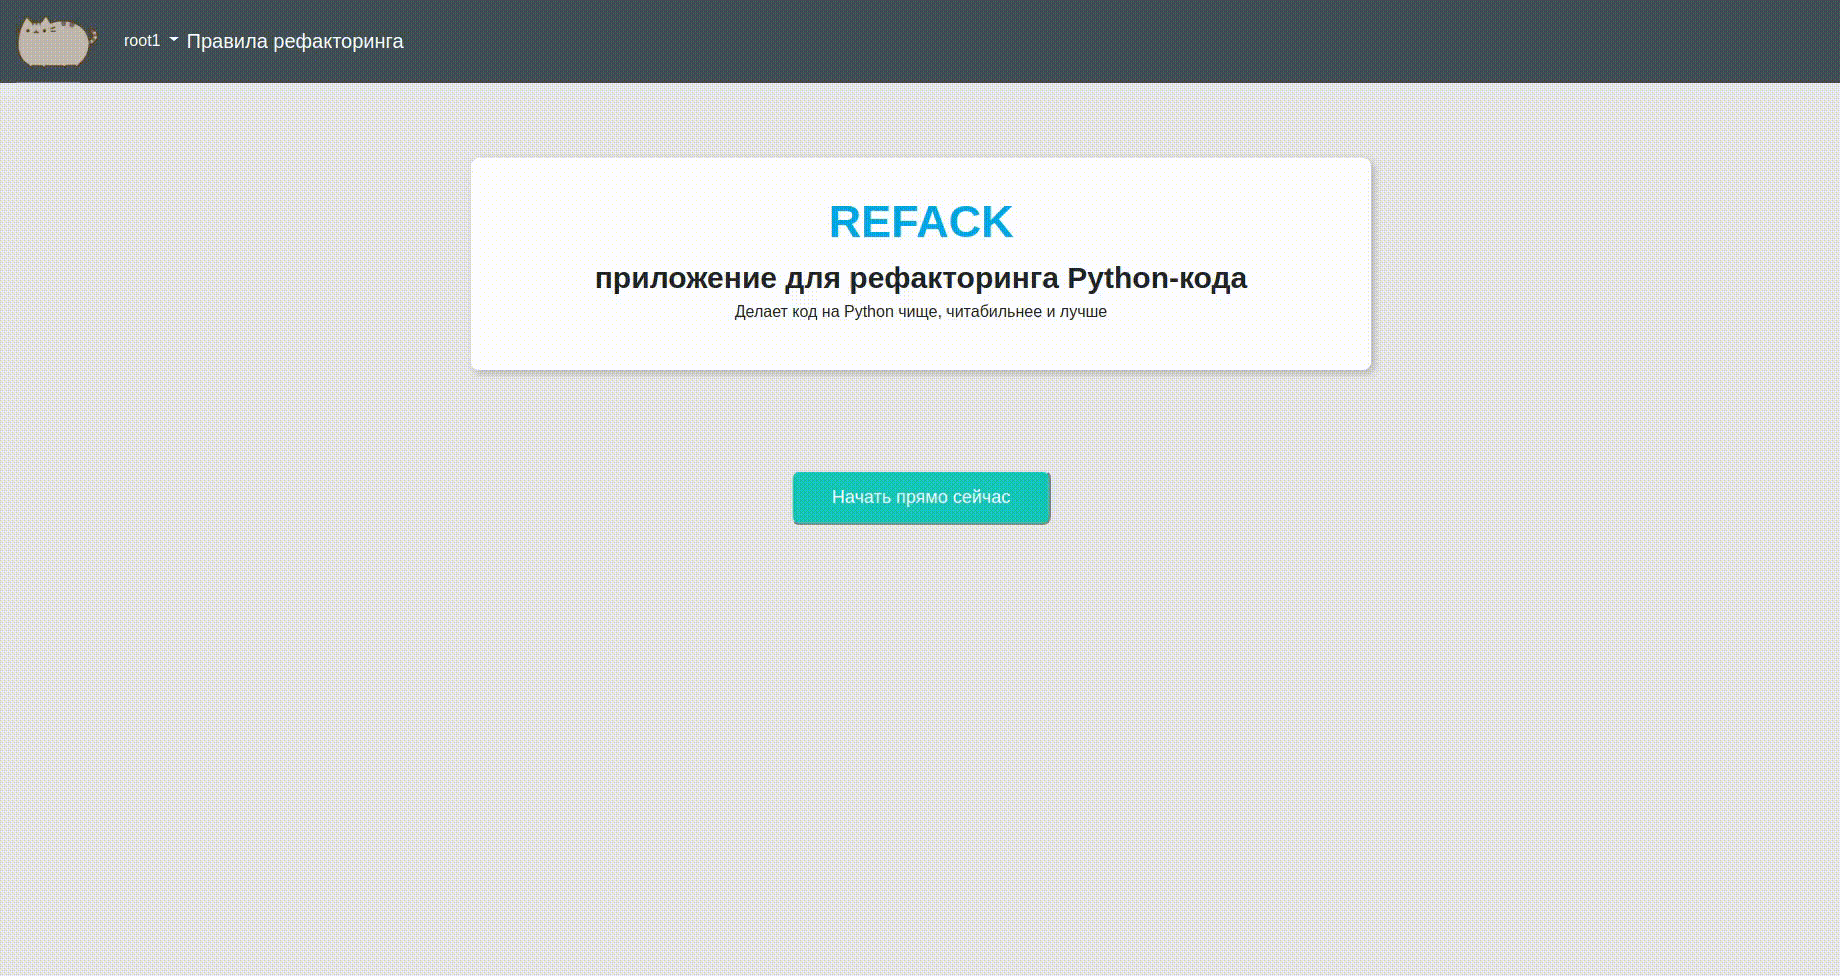 root1 Правила рефакторинга
REFACK
приложение для рефакторинга Python-кода
Делает код на Python чище, читабильнее и лучше
Начать прямо сейчас